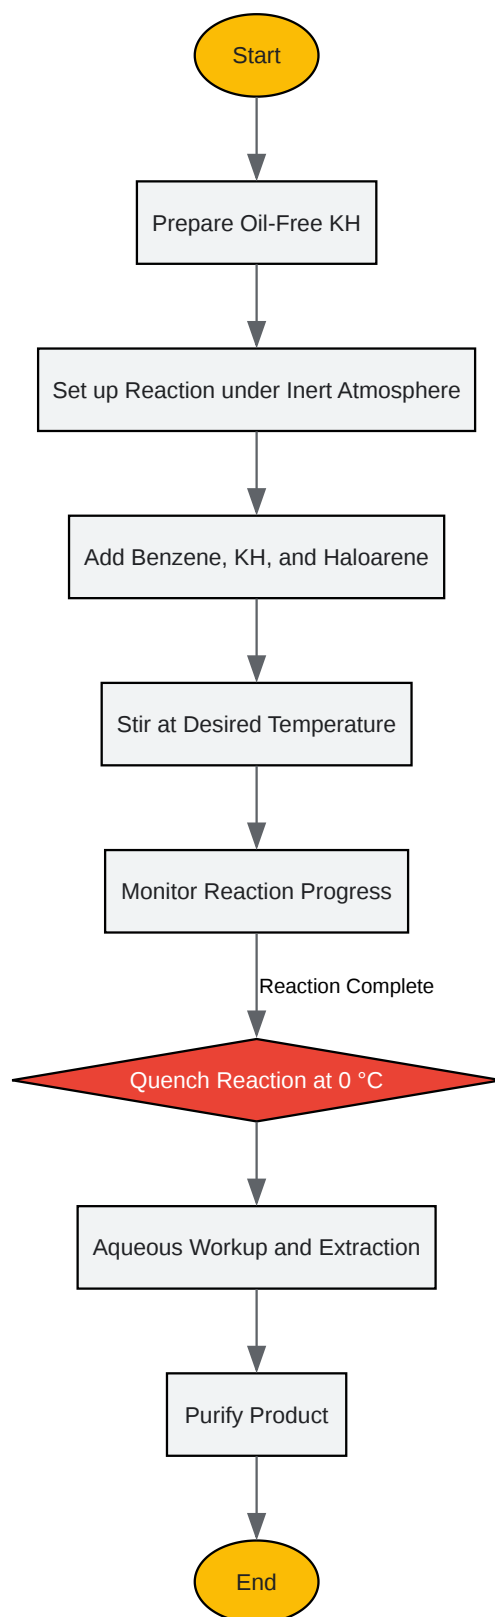 Start
Prepare Oil-Free KH
Set up Reaction under Inert Atmosphere
Add Benzene, KH, and Haloarene
Stir at Desired Temperature
Monitor Reaction Progress
Reaction Complete
Quench Reaction at 0 °C
Aqueous Workup and Extraction
Purify Product
End